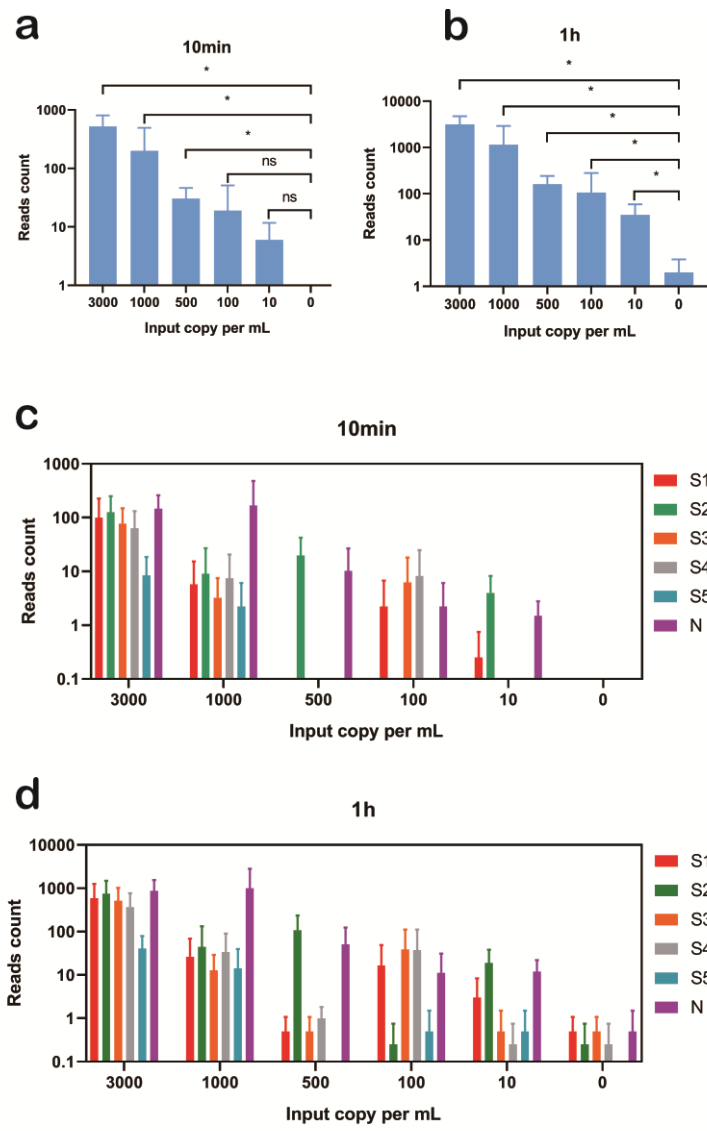 a
10min
*
*
*
ns
ns
Reads count
1000
100
10
1
3000 1000 500 100 10 0
Input copy per mL
b
1h
*
*
*
*
*
Reads count
10000
1000
100
10
1
3000 1000 500 100 10 0
Input copy per mL
c
10min
Reads count
1000
100
10
1
0.1
3000 1000 500 100 10 0
Input copy per mL
S1
S2
S3
S4
S5
N
d
1h
Reads count
10000
1000
100
10
1
0.1
3000 1000 500 100 10 0
Input copy per mL
S1
S2
S3
S4
S5
N